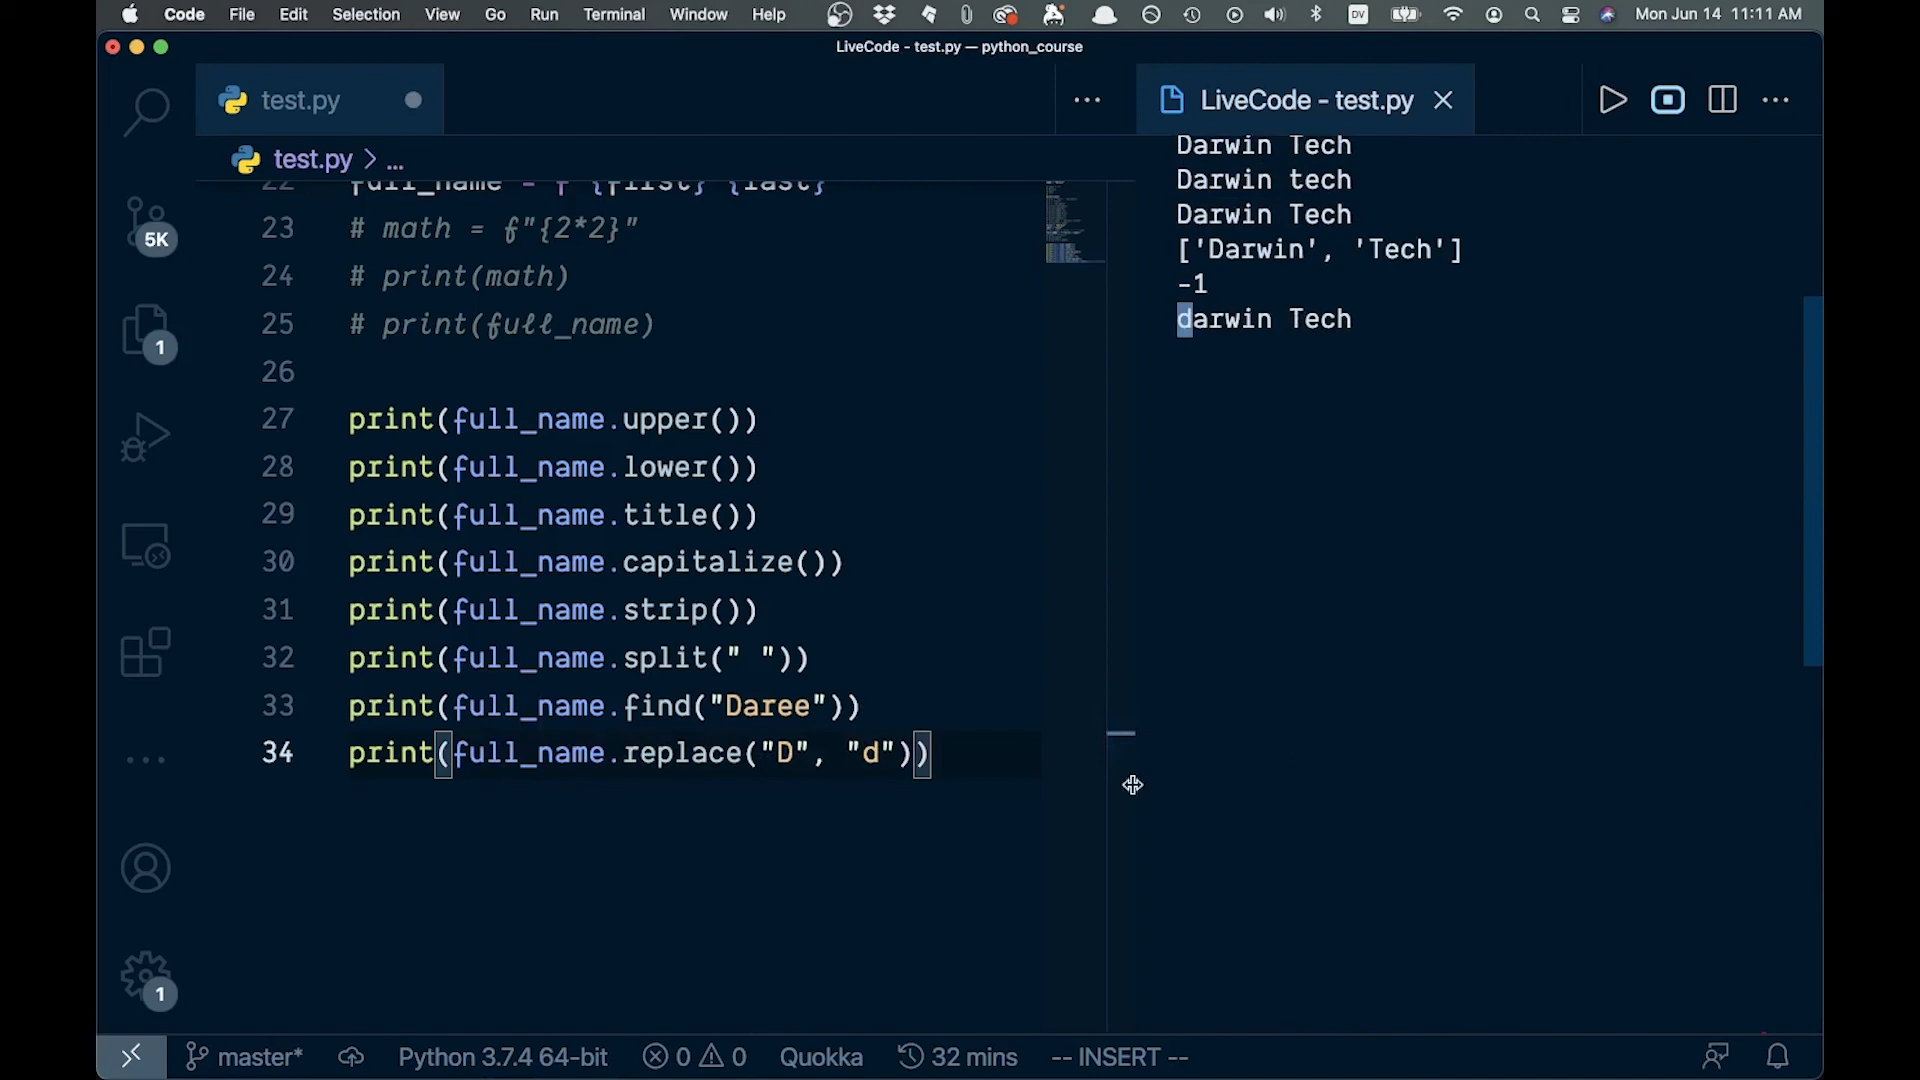 Code File Edit Selection View Go Run Terminal Window Help DV Mon Jun 14 11:11 AM
LiveCode - test.py — python_course
test.py
test.py > ...
22 full_name = f"{first} {last}"
23 # math = f"{2*2}"
24 # print(math)
25 # print(full_name)
26
27 print(full_name.upper())
28 print(full_name.lower())
29 print(full_name.title())
30 print(full_name.capitalize())
31 print(full_name.strip())
32 print(full_name.split(" "))
33 print(full_name.find("Daree"))
34 print(full_name.replace("D", "d"))
5K
1
1
LiveCode - test.py
Darwin Tech
Darwin tech
Darwin Tech
['Darwin', 'Tech']
-1
darwin Tech
master* Python 3.7.4 64-bit 0 0 Quokka 32 mins -- INSERT --